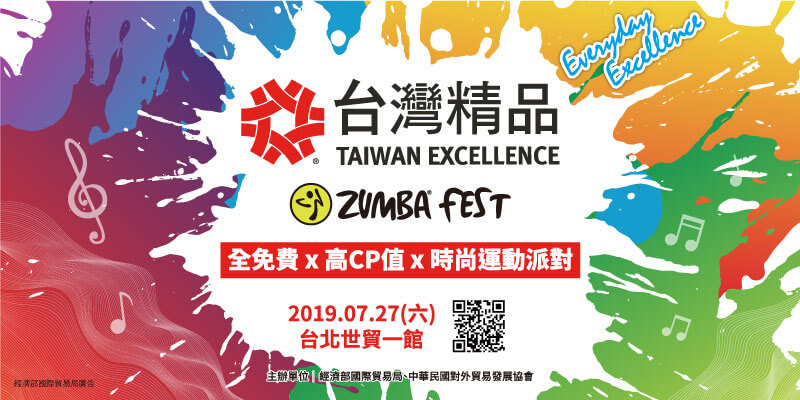 Everyday
Excellence
台灣精品
TAIWAN EXCELLENCE
®
ZUMBA® FEST
全免費 x 高CP值 x 時尚運動派對
2019.07.27(六)
台北世貿一館
主辦單位｜經濟部國際貿易局、中華民國對外貿易發展協會
經濟部國際貿易局廣告